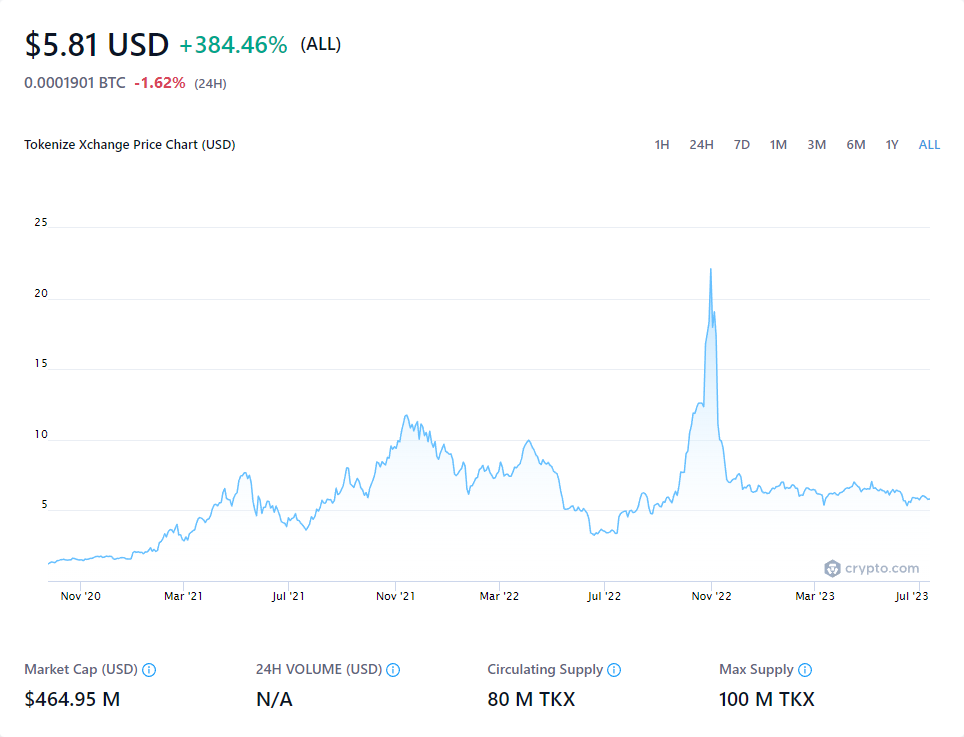 $5.81 USD +384.46% (ALL)
0.0001901 BTC -1.62% (24H)
Tokenize Xchange Price Chart (USD) 1H 24H 7D 1M 3M 6M 1Y ALL
25
20
15
10
5
crypto.com
Nov '20 Mar '21 Jul '21 Nov '21 Mar '22 Jul '22 Nov '22 Mar '23 Jul '23
Market Cap (USD) 24H VOLUME (USD) Circulating Supply Max Supply
$464.95 M N/A 80 M TKX 100 M TKX